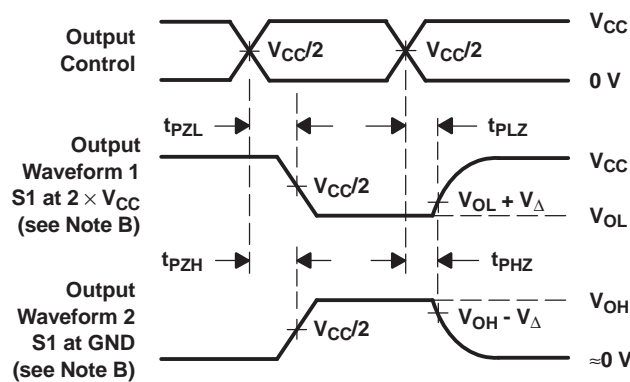 Output
Control
V_CC/2
V_CC/2
V_CC
0 V
t_PZL
t_PLZ
Output
Waveform 1
S1 at 2 × V_CC
(see Note B)
V_CC/2
V_CC
V_OL + V_Δ
V_OL
t_PZH
t_PHZ
Output
Waveform 2
S1 at GND
(see Note B)
V_CC/2
V_OH
V_OH - V_Δ
≈0 V